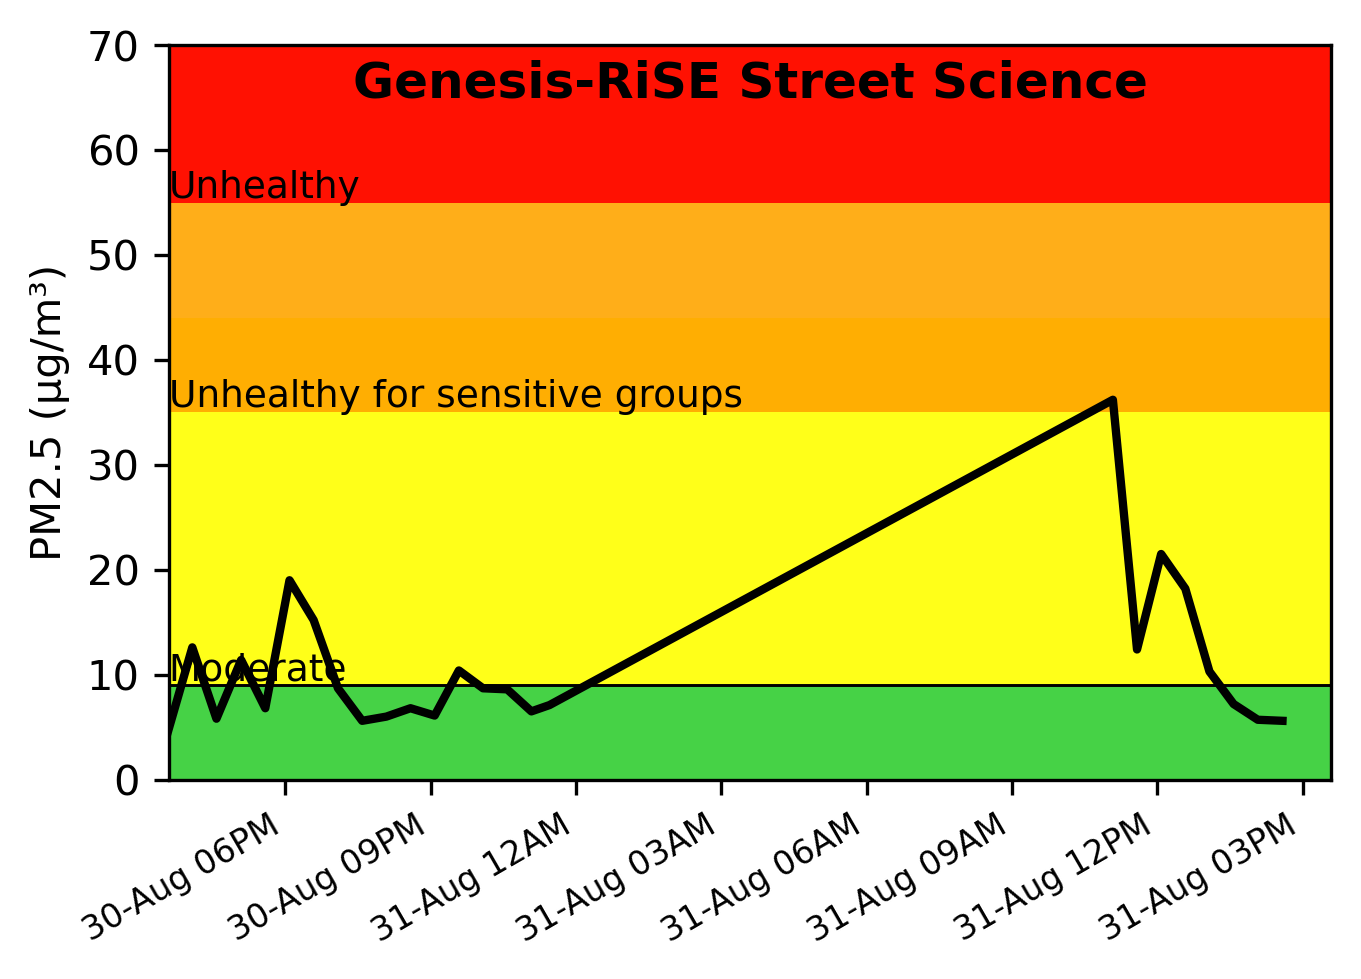 Genesis-RiSE Street Science
70
60
50
40
30
20
10
0
PM2.5 (μg/m³)
Unhealthy
Unhealthy for sensitive groups
Moderate
30-Aug 06PM
30-Aug 09PM
31-Aug 12AM
31-Aug 03AM
31-Aug 06AM
31-Aug 09AM
31-Aug 12PM
31-Aug 03PM